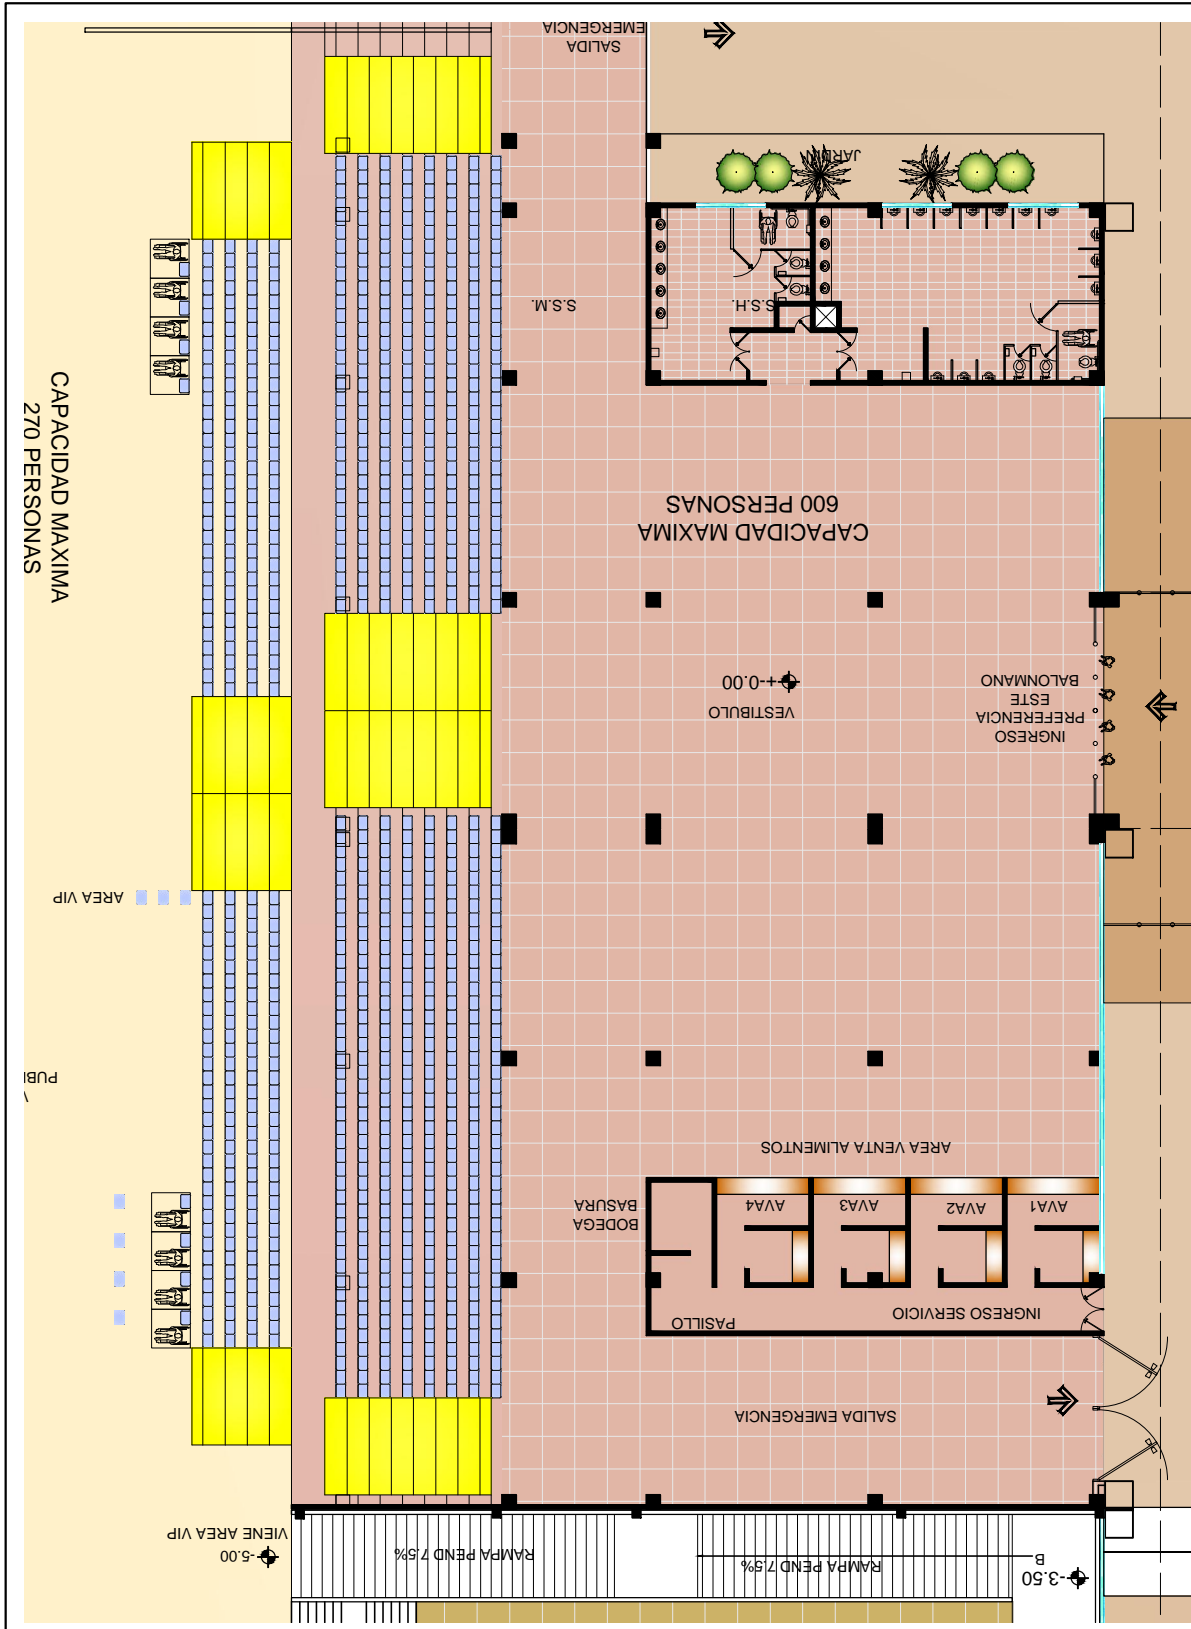 SALIDA
EMERGENCIA
JARDIN
S.S.M.
S.S.H.
CAPACIDAD MAXIMA
270 PERSONAS
CAPACIDAD MAXIMA
600 PERSONAS
+-0.00
VESTIBULO
INGRESO
PREFERENCIA
ESTE
BALONMANO
AREA VIP
PUBL
AREA VENTA ALIMENTOS
BODEGA
BASURA
AVA4
AVA3
AVA2
AVA1
PASILLO
INGRESO SERVICIO
SALIDA EMERGENCIA
VIENE AREA VIP
-5.00
RAMPA PEND 7.5%
RAMPA PEND 7.5%
B
-3.50